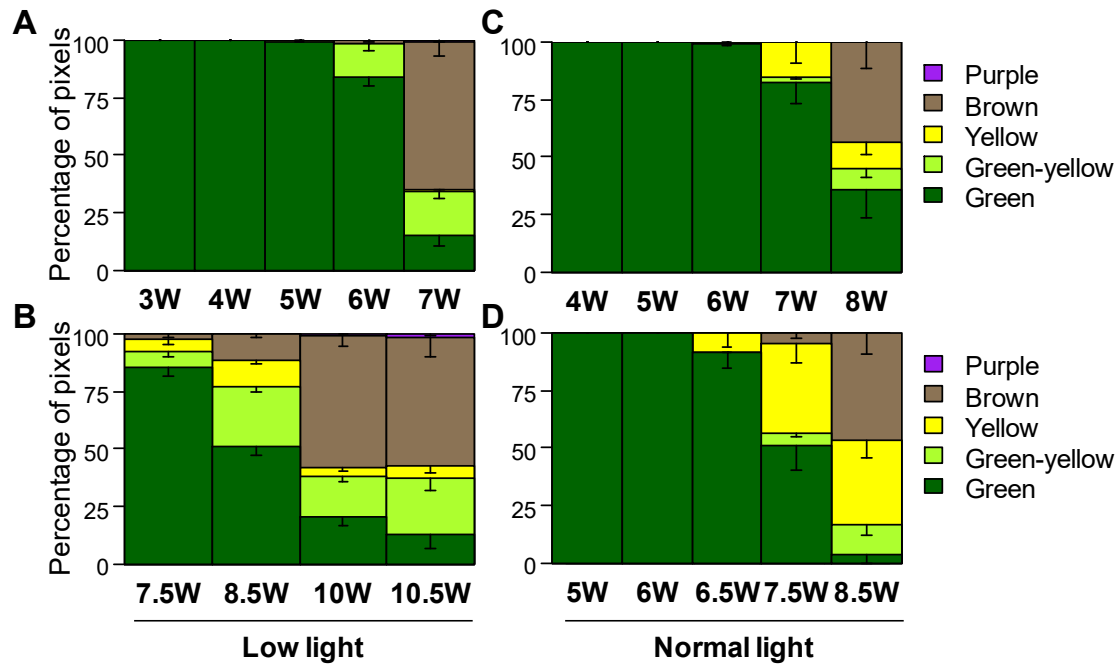 A
Percentage of pixels
100
75
50
25
0
3W 4W 5W 6W 7W
C
100
75
50
25
0
4W 5W 6W 7W 8W
Purple
Brown
Yellow
Green-yellow
Green
B
Percentage of pixels
100
75
50
25
0
7.5W 8.5W 10W 10.5W
Low light
D
100
75
50
25
0
5W 6W 6.5W 7.5W 8.5W
Normal light
Purple
Brown
Yellow
Green-yellow
Green